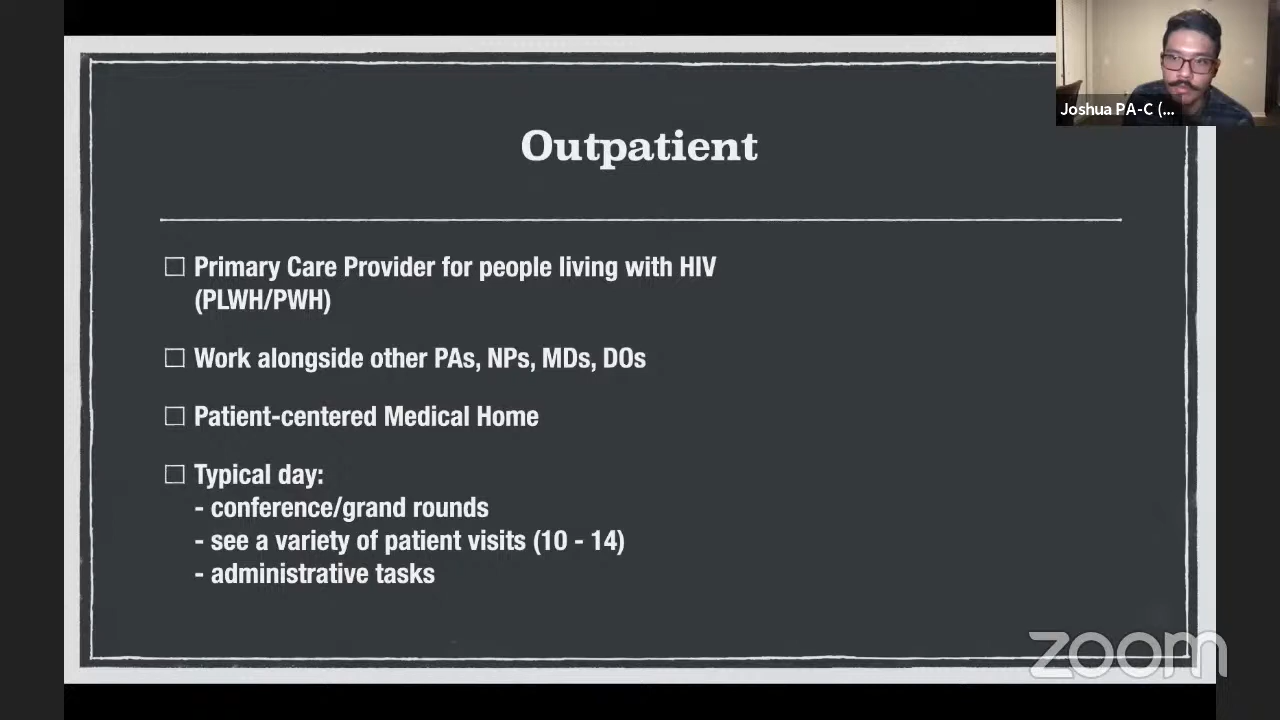 Joshua PA-C (...
Outpatient
Primary Care Provider for people living with HIV
(PLWH/PWH)
Work alongside other PAs, NPs, MDs, DOs
Patient-centered Medical Home
Typical day:
- conference/grand rounds
- see a variety of patient visits (10 - 14)
- administrative tasks
zoom